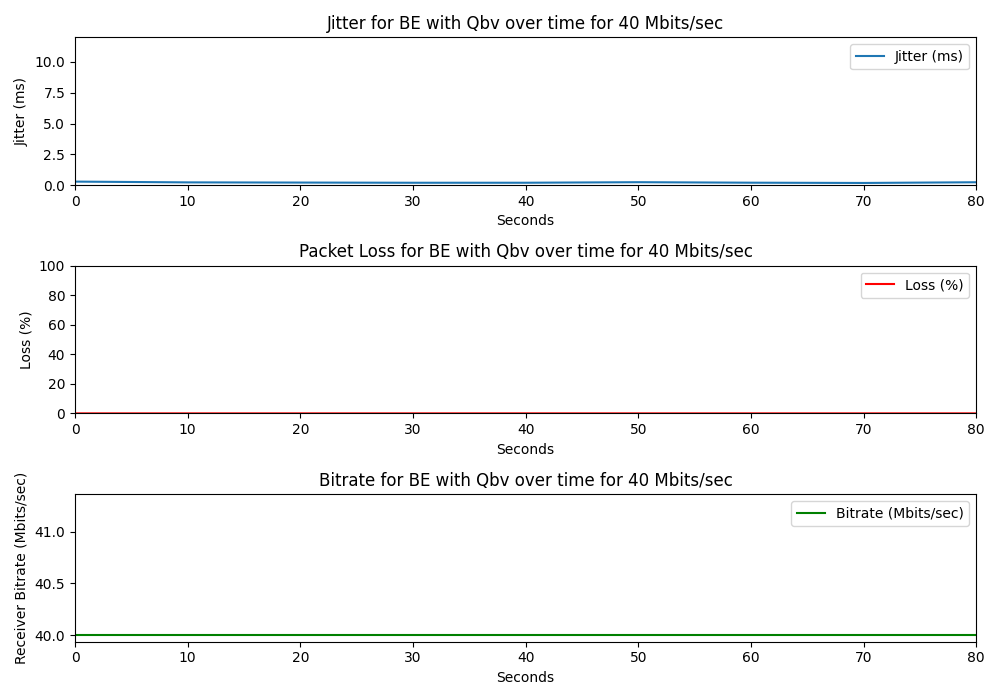 Jitter for BE with Qbv over time for 40 Mbits/sec
Jitter (ms)
10.0
7.5
5.0
2.5
0.0
Jitter (ms)
0 10 20 30 40 50 60 70 80
Seconds
Packet Loss for BE with Qbv over time for 40 Mbits/sec
Loss (%)
100
80
60
40
20
0
Loss (%)
0 10 20 30 40 50 60 70 80
Seconds
Bitrate for BE with Qbv over time for 40 Mbits/sec
Receiver Bitrate (Mbits/sec)
41.0
40.5
40.0
Bitrate (Mbits/sec)
0 10 20 30 40 50 60 70 80
Seconds